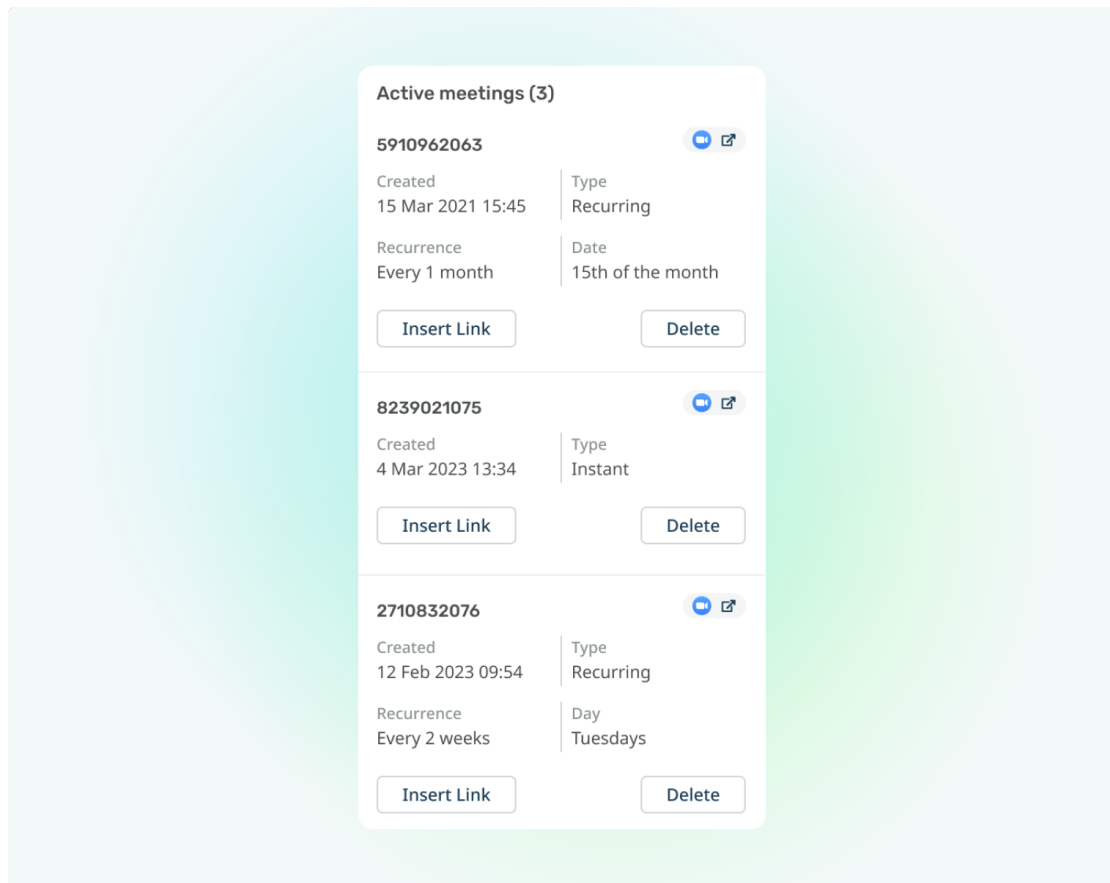 Active meetings (3)
5910962063
Created
15 Mar 2021 15:45
Type
Recurring
Recurrence
Every 1 month
Date
15th of the month
Insert Link
Delete
8239021075
Created
4 Mar 2023 13:34
Type
Instant
Insert Link
Delete
2710832076
Created
12 Feb 2023 09:54
Type
Recurring
Recurrence
Every 2 weeks
Day
Tuesdays
Insert Link
Delete